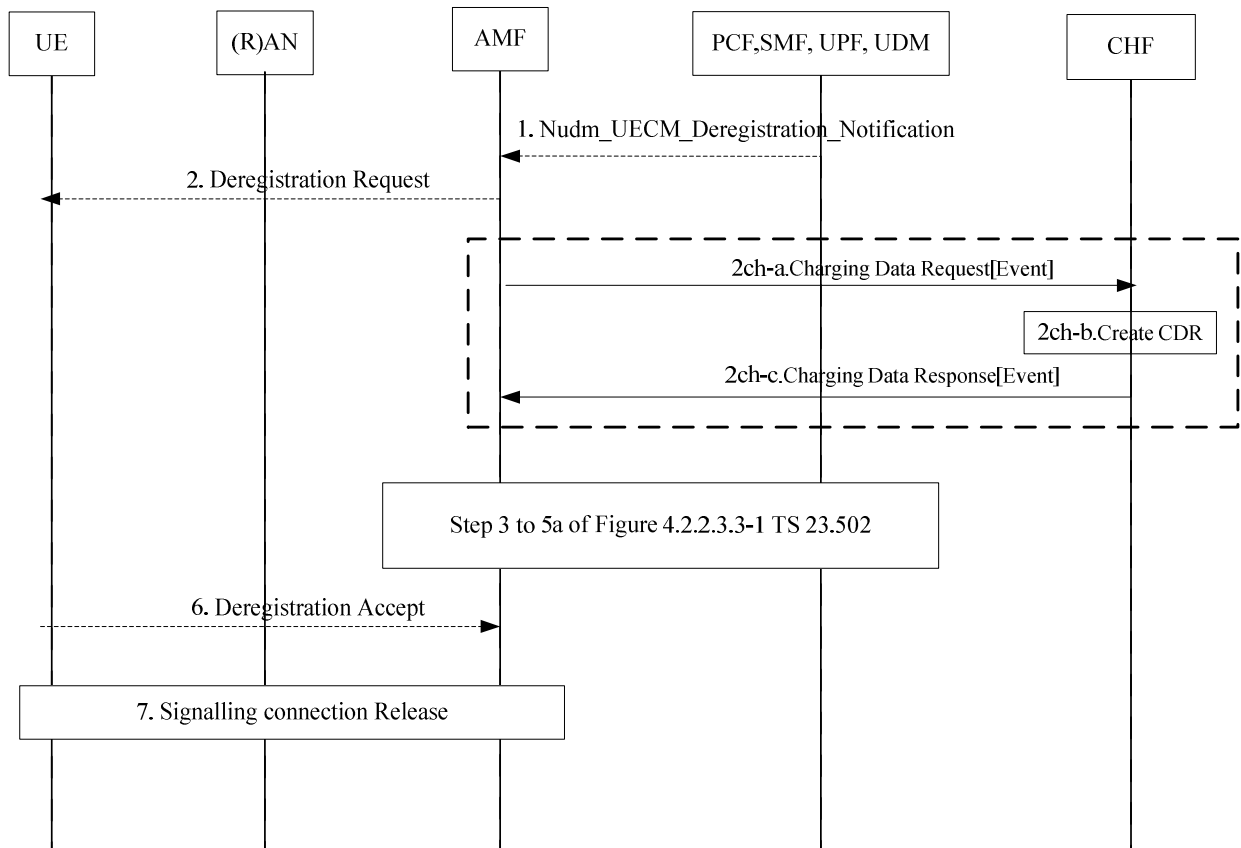 UE
(R)AN
AMF
PCF,SMF, UPF, UDM
CHF
1. Nudm_UECM_Deregistration_Notification
2. Deregistration Request
2ch-a.Charging Data Request[Event]
2ch-b.Create CDR
2ch-c.Charging Data Response[Event]
Step 3 to 5a of Figure 4.2.2.3.3-1 TS 23.502
6. Deregistration Accept
7. Signalling connection Release